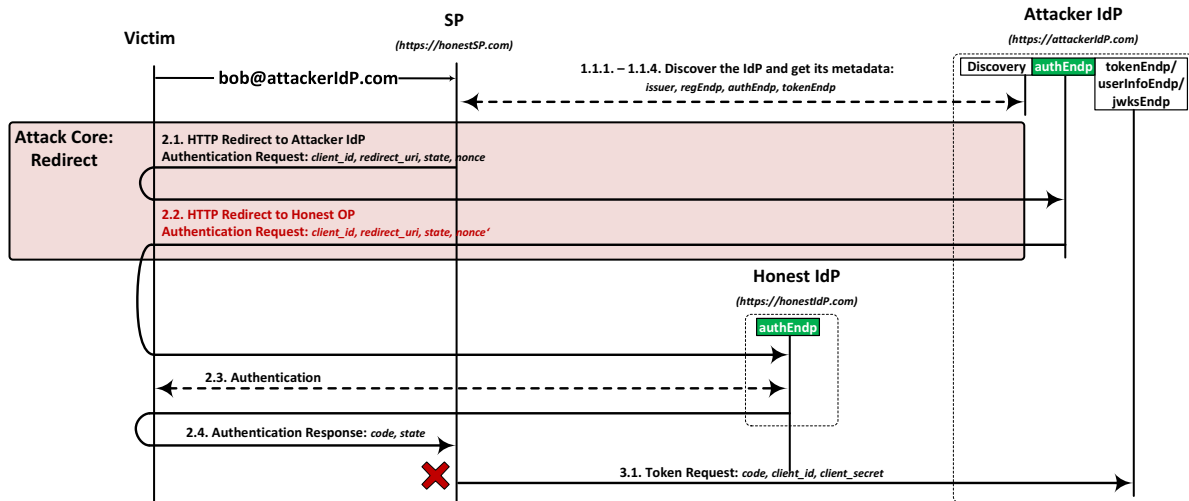 SP
(https://honestSP.com)
Attacker IdP
(https://attackerIdP.com)
Victim
bob@attackerIdP.com
1.1.1. – 1.1.4. Discover the IdP and get its metadata:
issuer, regEndp, authEndp, tokenEndp
Discovery
authEndp
tokenEndp/
userInfoEndp/
jwksEndp
Attack Core:
Redirect
2.1. HTTP Redirect to Attacker IdP
Authentication Request: client_id, redirect_uri, state, nonce
2.2. HTTP Redirect to Honest OP
Authentication Request: client_id, redirect_uri, state, nonce‘
Honest IdP
(https://honestIdP.com)
authEndp
2.3. Authentication
2.4. Authentication Response: code, state
3.1. Token Request: code, client_id, client_secret